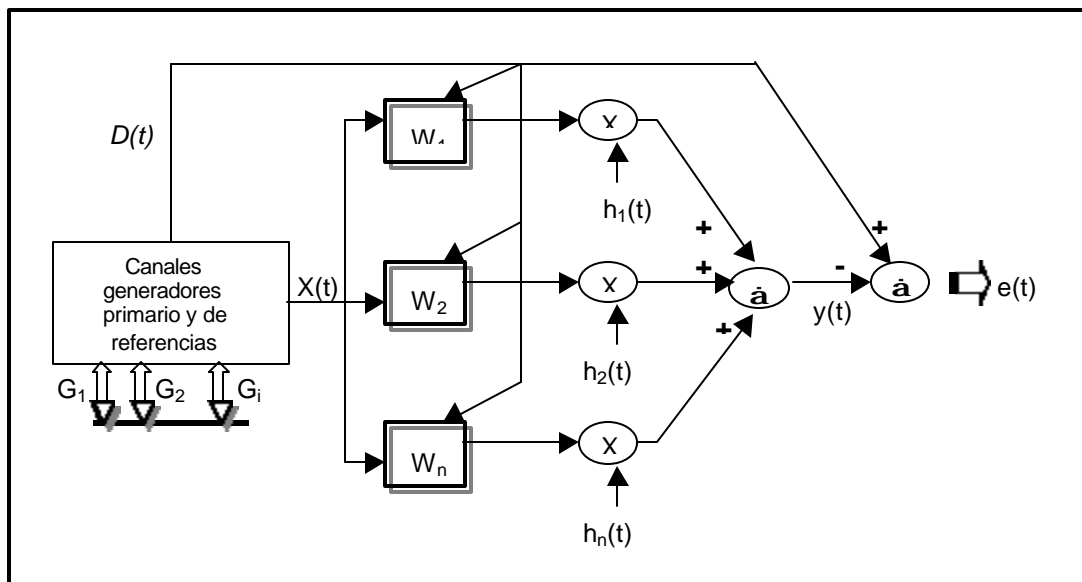 D(t)
W₁
X
h₁(t)
+
+
Canales
generadores
primario y de
referencias
X(t)
W₂
X
+
-
ȧ
ȧ
e(t)
y(t)
h₂(t)
+
G₁ G₂ Gᵢ
Wₙ
X
hₙ(t)